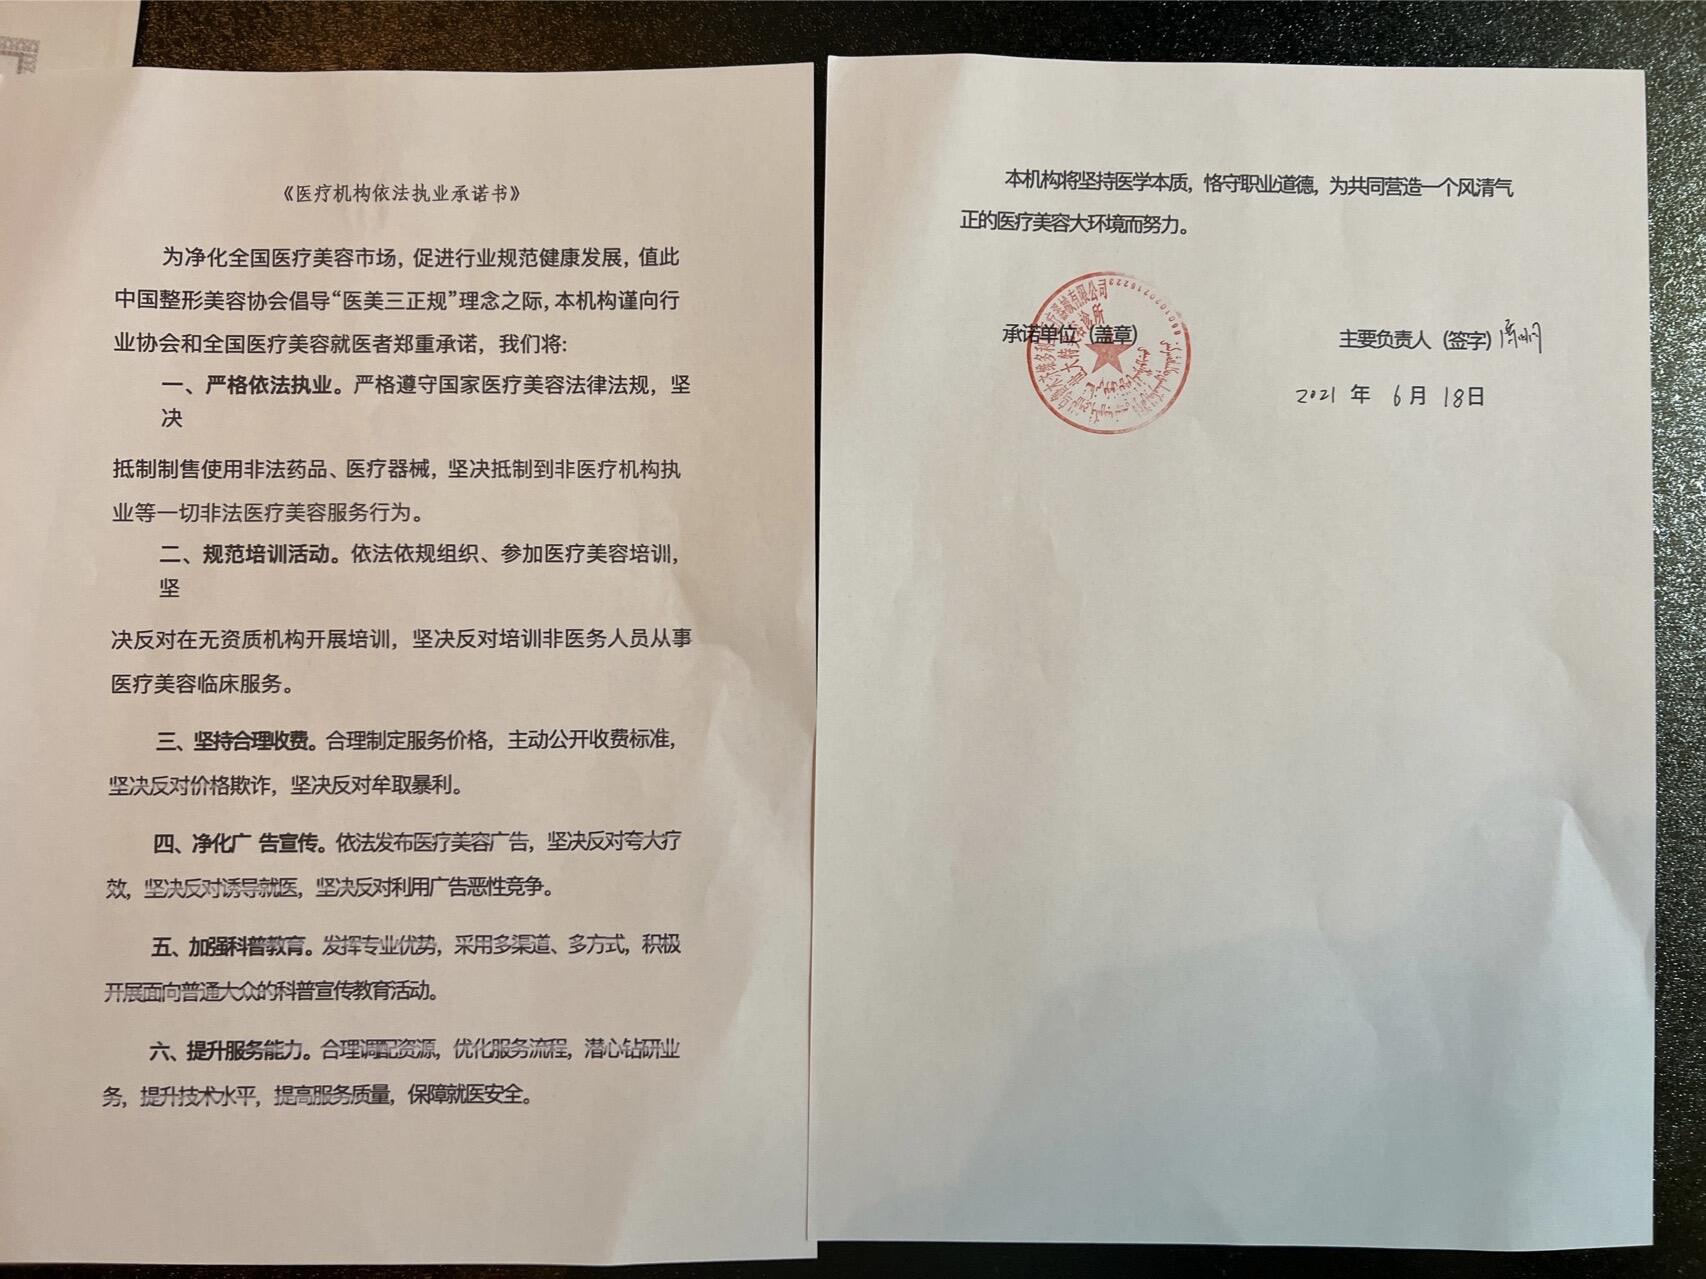 《医疗机构依法执业承诺书》
为净化全国医疗美容市场，促进行业规范健康发展，值此
中国整形美容协会倡导“医美三正规”理念之际，本机构谨向行
业协会和全国医疗美容就医者郑重承诺，我们将：
一、严格依法执业。严格遵守国家医疗美容法律法规，坚
决
抵制制售使用非法药品、医疗器械，坚决抵制到非医疗机构执
业等一切非法医疗美容服务行为。
二、规范培训活动。依法依规组织、参加医疗美容培训，
坚
决反对在无资质机构开展培训，坚决反对培训非医务人员从事
医疗美容临床服务。
三、坚持合理收费。合理制定服务价格，主动公开收费标准，
坚决反对价格欺诈，坚决反对牟取暴利。
四、净化广 告宣传。依法发布医疗美容广告，坚决反对夸大疗
效，坚决反对诱导就医，坚决反对利用广告恶性竞争。
五、加强科普教育。发挥专业优势，采用多渠道、多方式，积极
开展面向普通大众的科普宣传教育活动。
六、提升服务能力。合理调配资源，优化服务流程，潜心钻研业
务，提升技术水平，提高服务质量，保障就医安全。
本机构将坚持医学本质，恪守职业道德，为共同营造一个风清气
正的医疗美容大环境而努力。
承诺单位（盖章）
主要负责人（签字）
2021 年 6月 18日